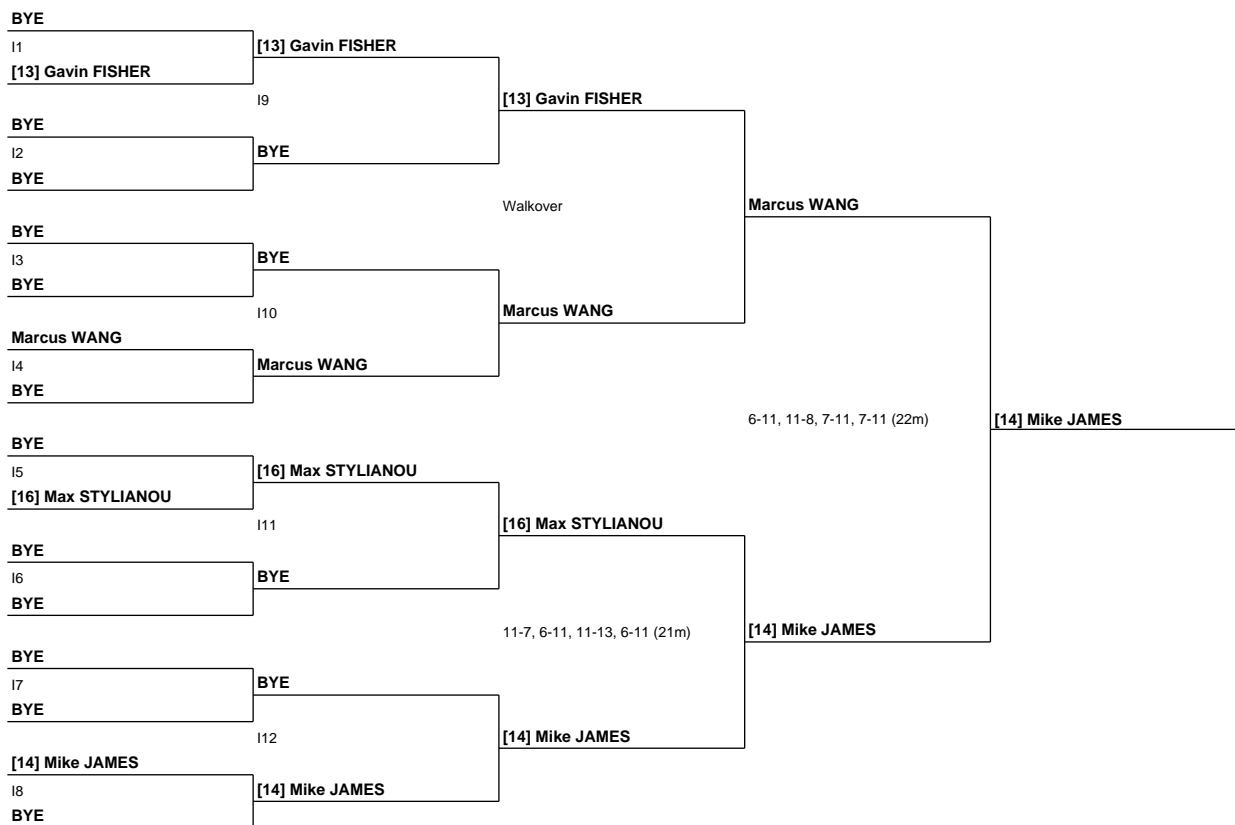 BYE
I1
[13] Gavin FISHER
[13] Gavin FISHER
I9
[13] Gavin FISHER
BYE
I2
BYE
BYE
Walkover
Marcus WANG
BYE
I3
BYE
BYE
I10
Marcus WANG
Marcus WANG
I4
Marcus WANG
BYE
6-11, 11-8, 7-11, 7-11 (22m)
[14] Mike JAMES
BYE
I5
[16] Max STYLIANOU
[16] Max STYLIANOU
I11
[16] Max STYLIANOU
BYE
I6
BYE
BYE
11-7, 6-11, 11-13, 6-11 (21m)
[14] Mike JAMES
BYE
I7
BYE
BYE
I12
[14] Mike JAMES
[14] Mike JAMES
I8
[14] Mike JAMES
BYE